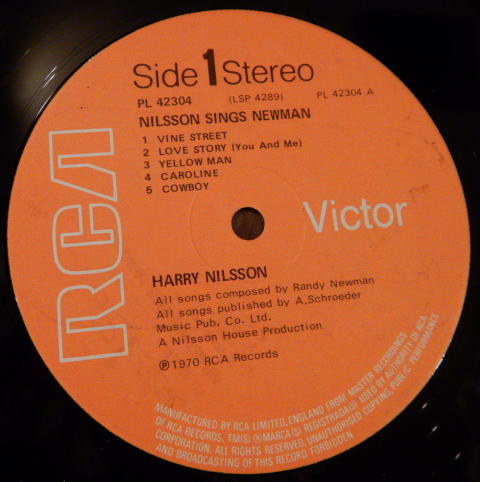 Side 1 Stereo
PL 42304 (LSP 4289) PL 42304 A
NILSSON SINGS NEWMAN
1 VINE STREET
2 LOVE STORY (You And Me)
3 YELLOW MAN
4 CAROLINE
5 COWBOY
RCA
Victor
HARRY NILSSON
All songs composed by Randy Newman
All songs published by A.Schroeder
Music Pub. Co. Ltd.
A Nilsson House Production
Ⓟ1970 RCA Records
MANUFACTURED BY RCA LIMITED, ENGLAND FROM MASTER RECORDINGS
OF RCA RECORDS, TM(S) ®MARCA(S) REGISTRADA(S) USED BY AUTHORITY OF RCA
CORPORATION. ALL RIGHTS RESERVED. UNAUTHORISED COPYING, PUBLIC PERFORMANCE
AND BROADCASTING OF THIS RECORD FORBIDDEN